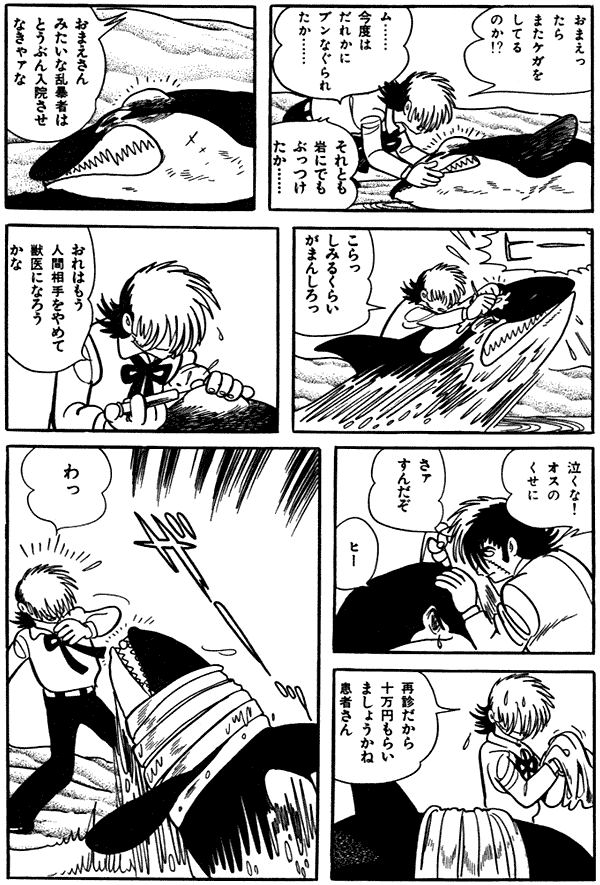 おまえっ
たら
またケガを
してる
のか!?
ム……
今度は
だれかに
ブンなぐられ
たか……
それとも
岩にでも
ぶっつけ
たか……
おまえさん
みたいな乱暴者は
とうぶん入院させ
なきゃァな
こらっ
しみるくらい
がまんしろっ
おれはもう
人間相手をやめて
獣医になろう
かな
泣くな!
オスの
くせに
さァ
すんだぞ
ヒー
再診だから
十万円もらい
ましょうかね
患者さん
わっ
ガッ